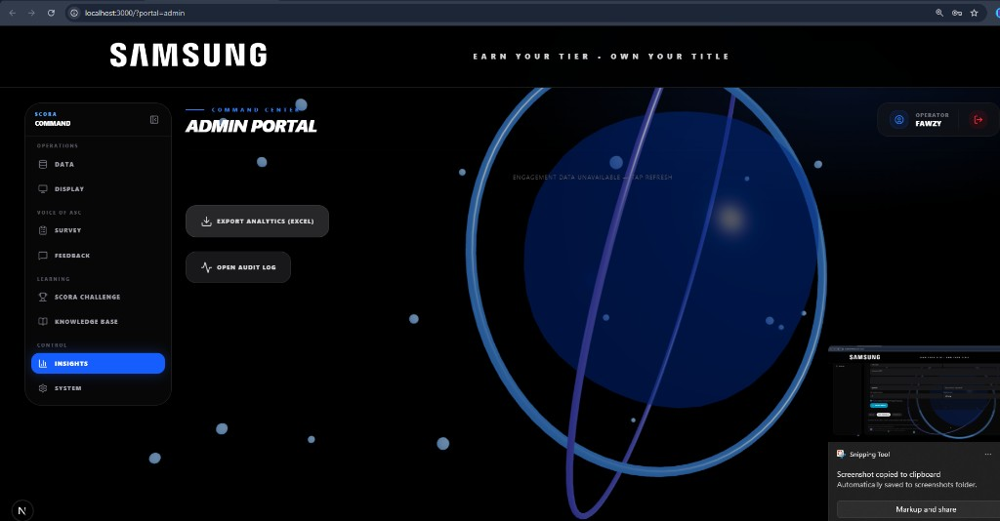 localhost:3000/?portal=admin
SAMSUNG
EARN YOUR TIER - OWN YOUR TITLE
SCORA
COMMAND
OPERATIONS
DATA
DISPLAY
VOICE OF ASC
SURVEY
FEEDBACK
LEARNING
SCORA CHALLENGE
KNOWLEDGE BASE
CONTROL
INSIGHTS
SYSTEM
COMMAND CENTER
ADMIN PORTAL
OPERATOR
FAWZY
ENGAGEMENT DATA UNAVAILABLE — TAP REFRESH
EXPORT ANALYTICS (EXCEL)
OPEN AUDIT LOG
SAMSUNG
Snipping Tool
Screenshot copied to clipboard
Automatically saved to screenshots folder.
Markup and share
N